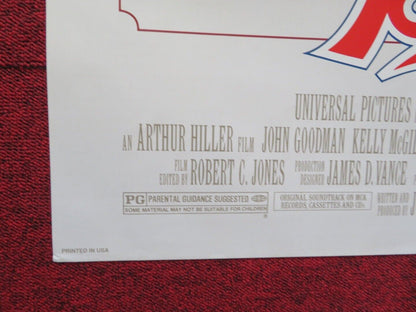 UNIVERSAL PICTURES
AN ARTHUR HILLER FILM JOHN GOODMAN KELLY McGIL
FILM EDITED BY ROBERT C. JONES PRODUCTION DESIGNER JAMES D. VANCE
PG PARENTAL GUIDANCE SUGGESTED
SOME MATERIAL MAY NOT BE SUITABLE FOR CHILDREN
ORIGINAL SOUNDTRACK ON MCA
RECORDS, CASSETTES AND CDs
WRITTEN AND
PRODUCED BY
PRINTED IN USA